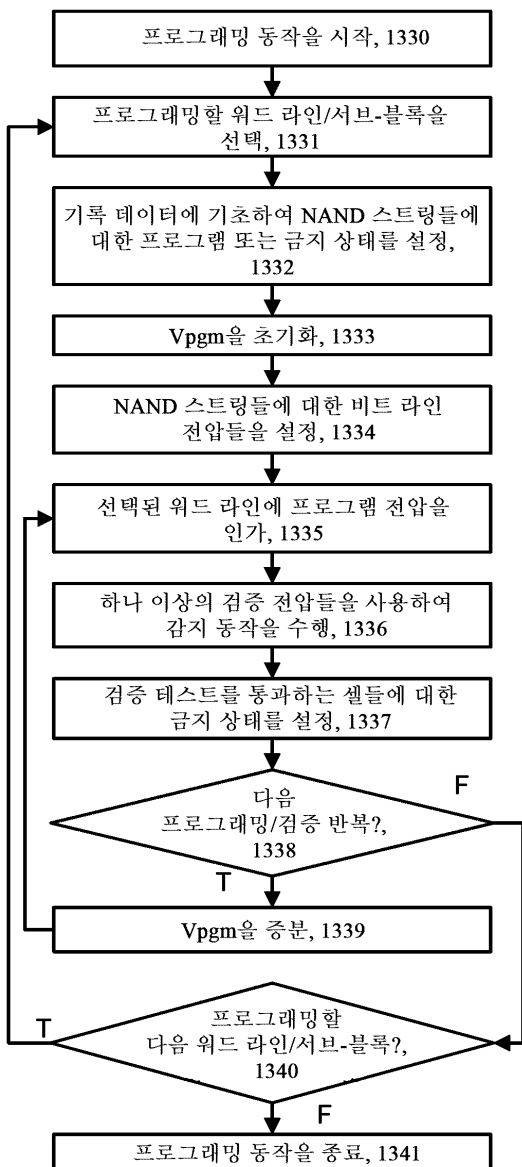 프로그래밍 동작을 시작, 1330
프로그래밍할 워드 라인/서브-블록을
선택, 1331
기록 데이터에 기초하여 NAND 스트링들에
대한 프로그램 또는 금지 상태를 설정,
1332
Vpgm을 초기화, 1333
NAND 스트링들에 대한 비트 라인
전압들을 설정, 1334
선택된 워드 라인에 프로그램 전압을
인가, 1335
하나 이상의 검증 전압들을 사용하여
감지 동작을 수행, 1336
검증 테스트를 통과하는 셀들에 대한
금지 상태를 설정, 1337
다음
프로그래밍/검증 반복?,
1338
F
T
Vpgm을 증분, 1339
프로그래밍할
다음 워드 라인/서브-블록?,
1340
T
F
프로그래밍 동작을 종료, 1341